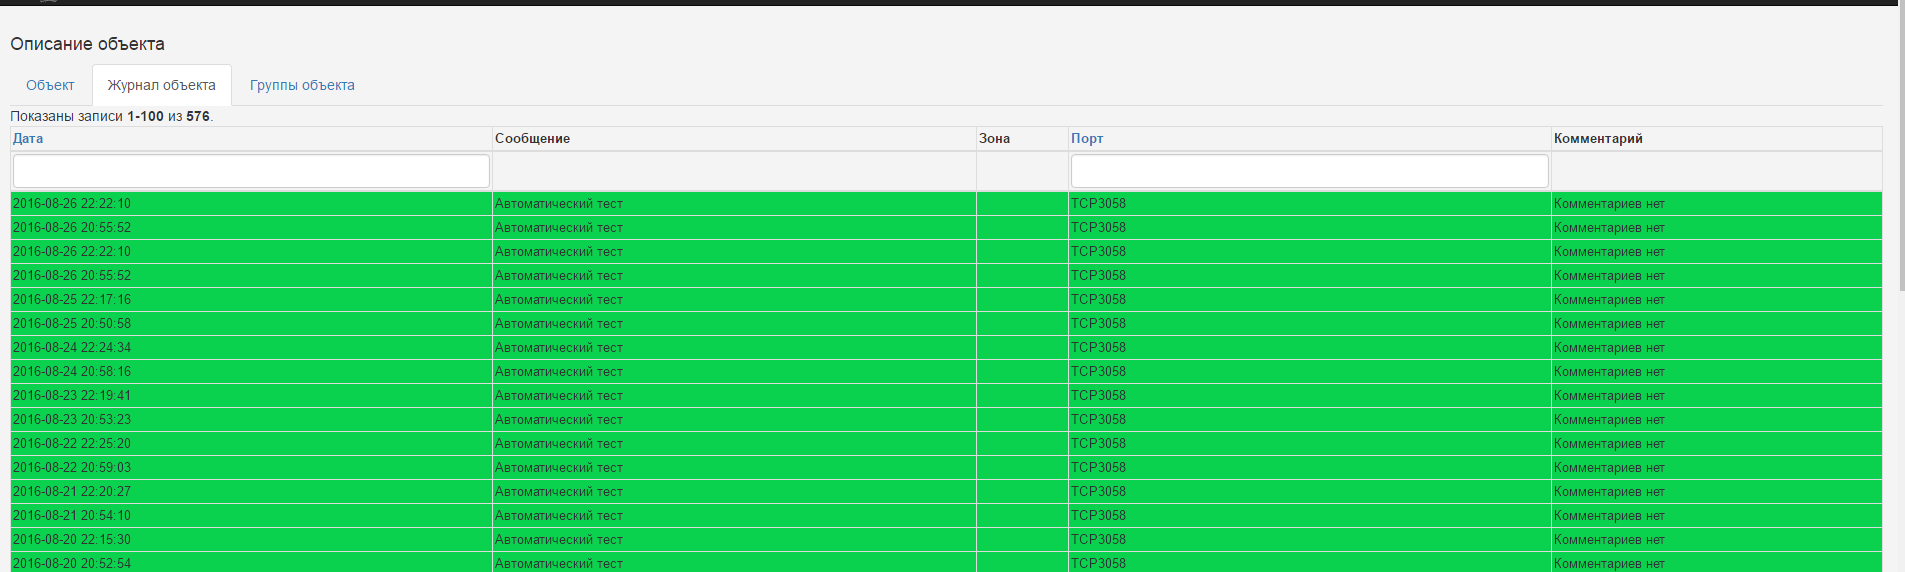 Описание объекта
Объект Журнал объекта Группы объекта
Показаны записи 1-100 из 576.
Дата Сообщение Зона Порт Комментарий
2016-08-26 22:22:10 Автоматический тест TCP3058 Комментариев нет
2016-08-26 20:55:52 Автоматический тест TCP3058 Комментариев нет
2016-08-26 22:22:10 Автоматический тест TCP3058 Комментариев нет
2016-08-26 20:55:52 Автоматический тест TCP3058 Комментариев нет
2016-08-25 22:17:16 Автоматический тест TCP3058 Комментариев нет
2016-08-25 20:50:58 Автоматический тест TCP3058 Комментариев нет
2016-08-24 22:24:34 Автоматический тест TCP3058 Комментариев нет
2016-08-24 20:58:16 Автоматический тест TCP3058 Комментариев нет
2016-08-23 22:19:41 Автоматический тест TCP3058 Комментариев нет
2016-08-23 20:53:23 Автоматический тест TCP3058 Комментариев нет
2016-08-22 22:25:20 Автоматический тест TCP3058 Комментариев нет
2016-08-22 20:59:03 Автоматический тест TCP3058 Комментариев нет
2016-08-21 22:20:27 Автоматический тест TCP3058 Комментариев нет
2016-08-21 20:54:10 Автоматический тест TCP3058 Комментариев нет
2016-08-20 22:15:30 Автоматический тест TCP3058 Комментариев нет
2016-08-20 20:52:54 Автоматический тест TCP3058 Комментариев нет